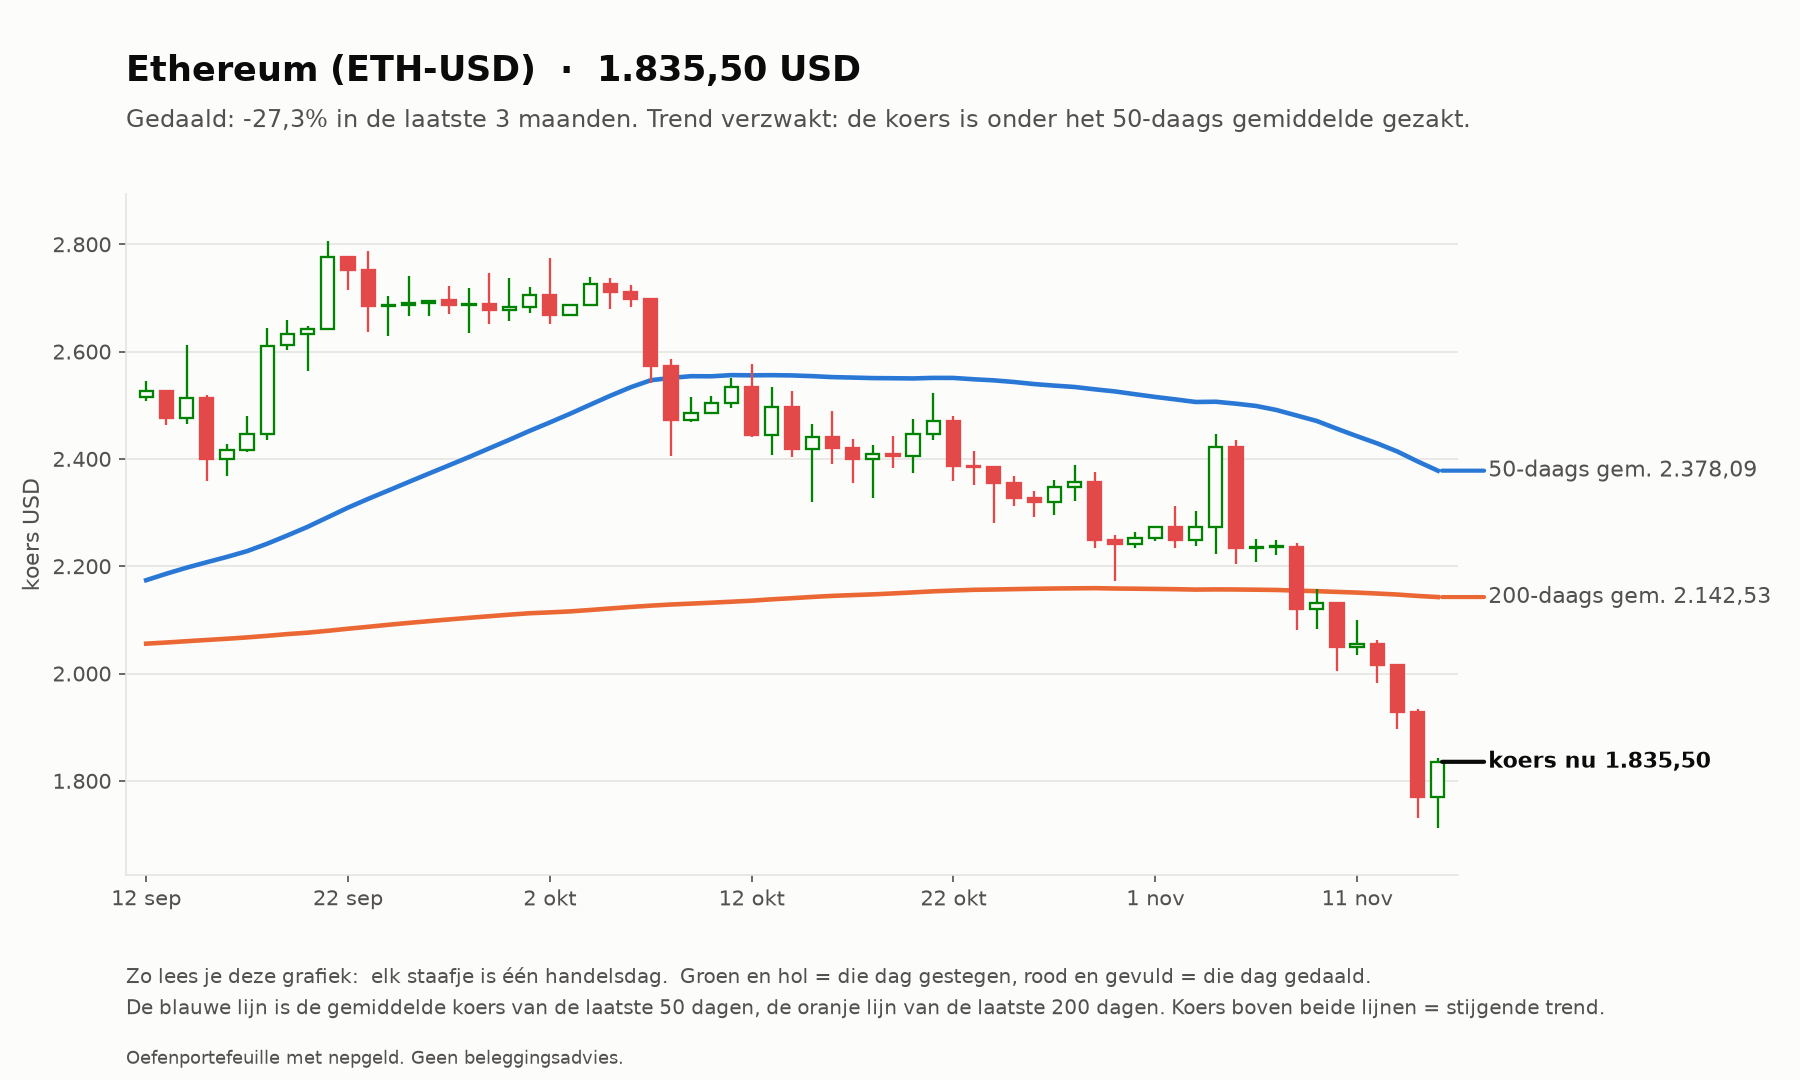 Ethereum (ETH-USD) · 1.835,50 USD
Gedaald: -27,3% in de laatste 3 maanden. Trend verzwakt: de koers is onder het 50-daags gemiddelde gezakt.
koers USD
2.800
2.600
2.400
2.200
2.000
1.800
50-daags gem. 2.378,09
200-daags gem. 2.142,53
koers nu 1.835,50
12 sep
22 sep
2 okt
12 okt
22 okt
1 nov
11 nov
Zo lees je deze grafiek: elk staafje is één handelsdag. Groen en hol = die dag gestegen, rood en gevuld = die dag gedaald.
De blauwe lijn is de gemiddelde koers van de laatste 50 dagen, de oranje lijn van de laatste 200 dagen. Koers boven beide lijnen = stijgende trend.
Oefenportefeuille met nepgeld. Geen beleggingsadvies.